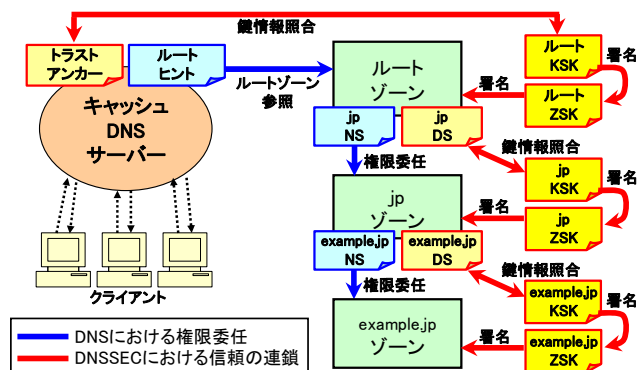 鍵情報照合
トラスト
アンカー
ルート
ヒント
ルートゾーン
参照
キャッシュ
DNS
サーバー
クライアント
ルート
ゾーン
署名
ルート
KSK
署名
ルート
ZSK
jp
NS
jp
DS
権限委任
鍵情報照合
jp
KSK
署名
jp
ゾーン
署名
jp
ZSK
example.jp
NS
example.jp
DS
権限委任
鍵情報照合
example.jp
KSK
署名
example.jp
ゾーン
署名
example.jp
ZSK
DNSにおける権限委任
DNSSECにおける信頼の連鎖